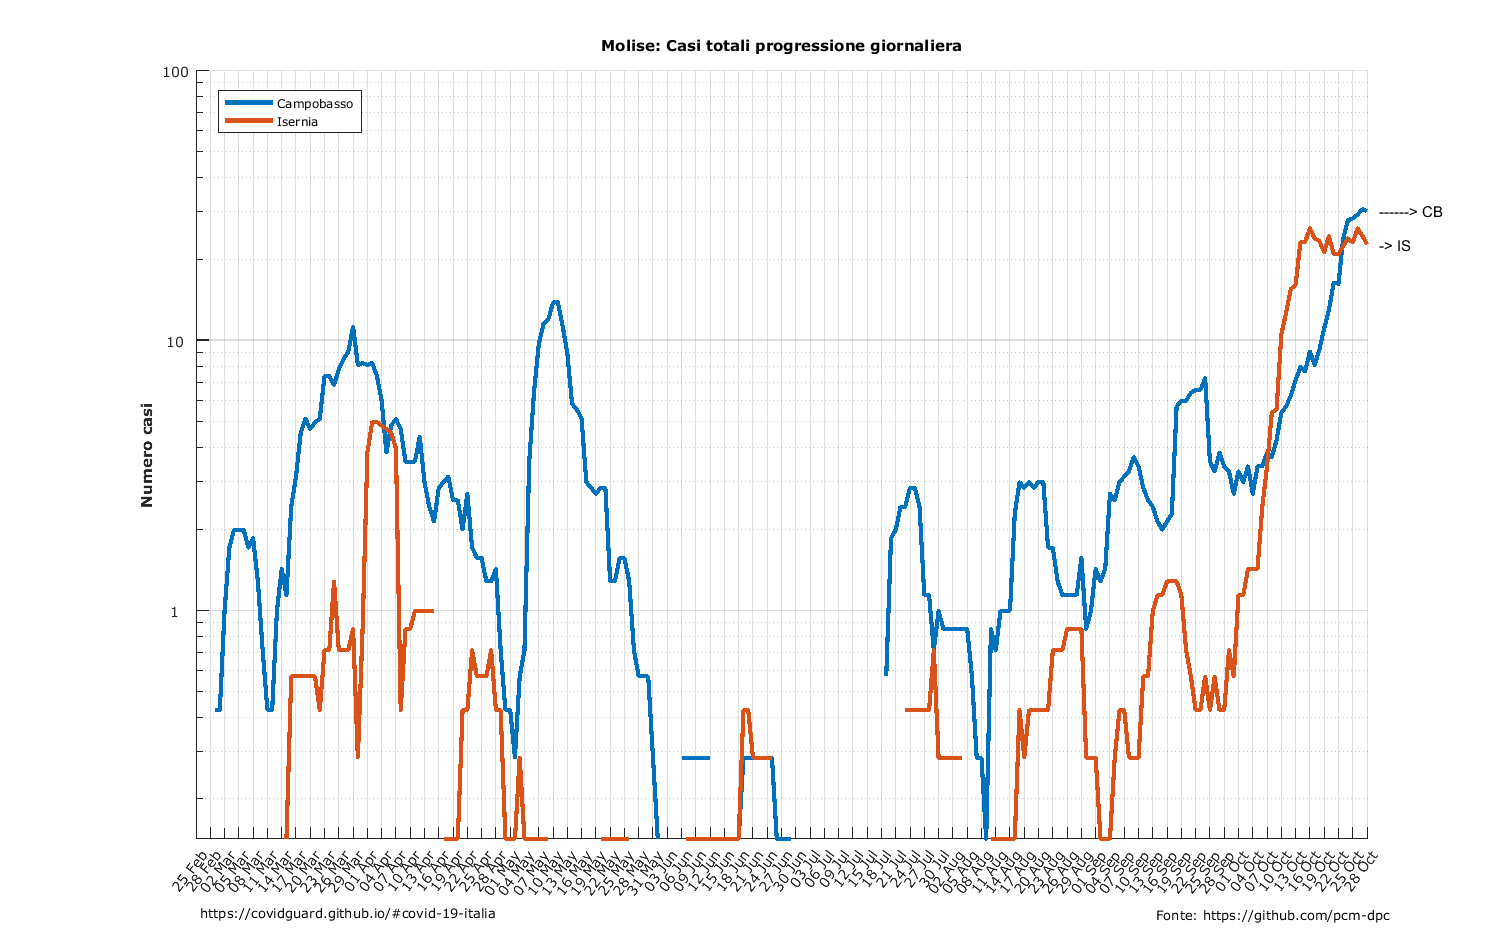 Molise: Casi totali progressione giornaliera
100
Campobasso
Isernia
------> CB
-> IS
10
Numero casi
1
25 Feb
28 Feb
02 Mar
05 Mar
08 Mar
11 Mar
14 Mar
17 Mar
20 Mar
23 Mar
26 Mar
29 Mar
01 Apr
04 Apr
07 Apr
10 Apr
13 Apr
16 Apr
19 Apr
22 Apr
25 Apr
28 Apr
01 May
04 May
07 May
10 May
13 May
16 May
19 May
22 May
25 May
28 May
31 May
03 Jun
06 Jun
09 Jun
12 Jun
15 Jun
18 Jun
21 Jun
24 Jun
27 Jun
30 Jun
03 Jul
06 Jul
09 Jul
12 Jul
15 Jul
18 Jul
21 Jul
24 Jul
27 Jul
30 Jul
02 Aug
05 Aug
08 Aug
11 Aug
14 Aug
17 Aug
20 Aug
23 Aug
26 Aug
29 Aug
01 Sep
04 Sep
07 Sep
10 Sep
13 Sep
16 Sep
19 Sep
22 Sep
25 Sep
28 Sep
01 Oct
04 Oct
07 Oct
10 Oct
13 Oct
16 Oct
19 Oct
22 Oct
25 Oct
28 Oct
https://covidguard.github.io/#covid-19-italia
Fonte: https://github.com/pcm-dpc